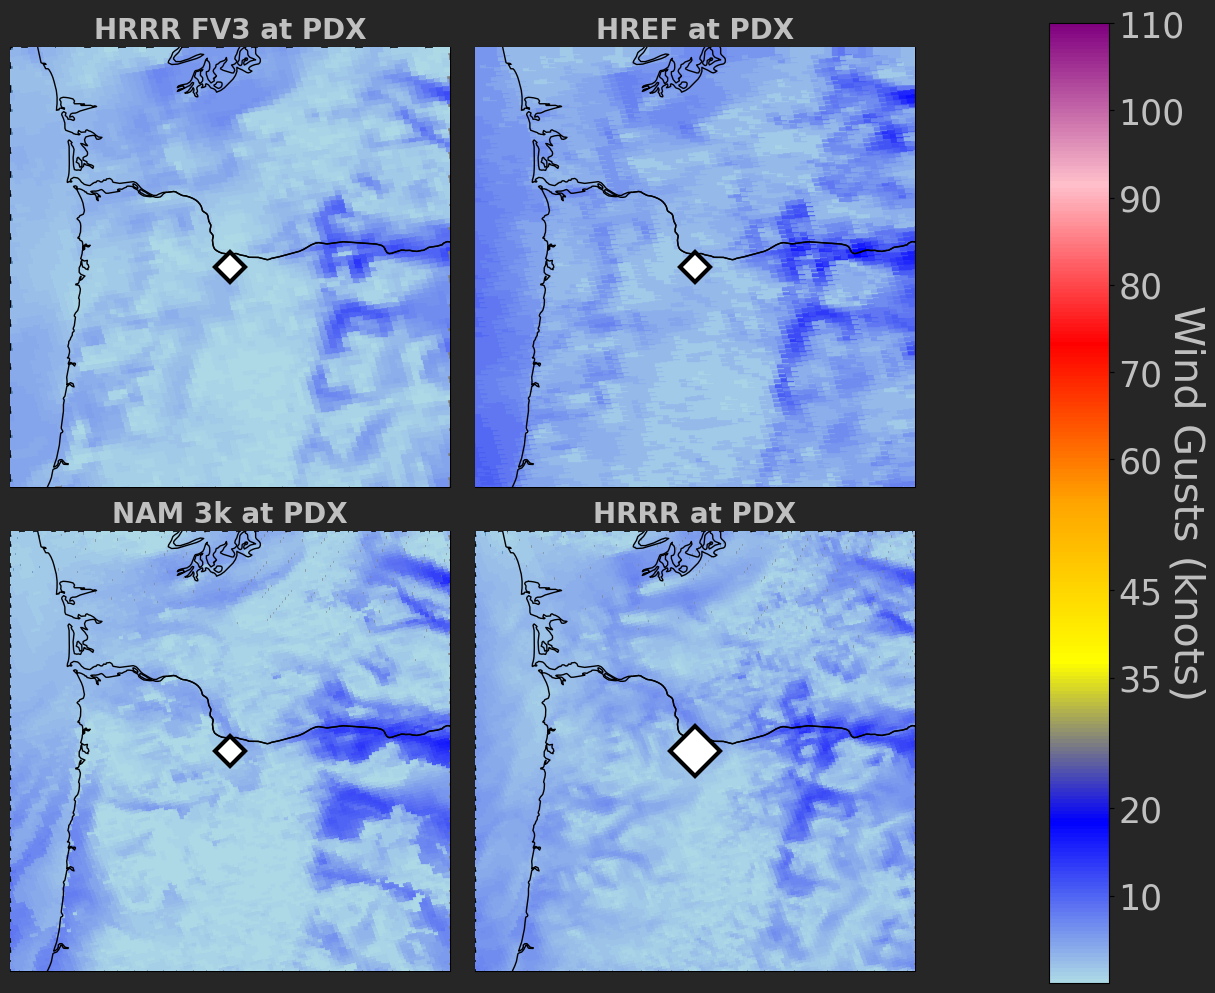 HRRR FV3 at PDX
HREF at PDX
NAM 3k at PDX
HRRR at PDX
110
100
90
80
70
60
45
35
20
10
Wind Gusts (knots)